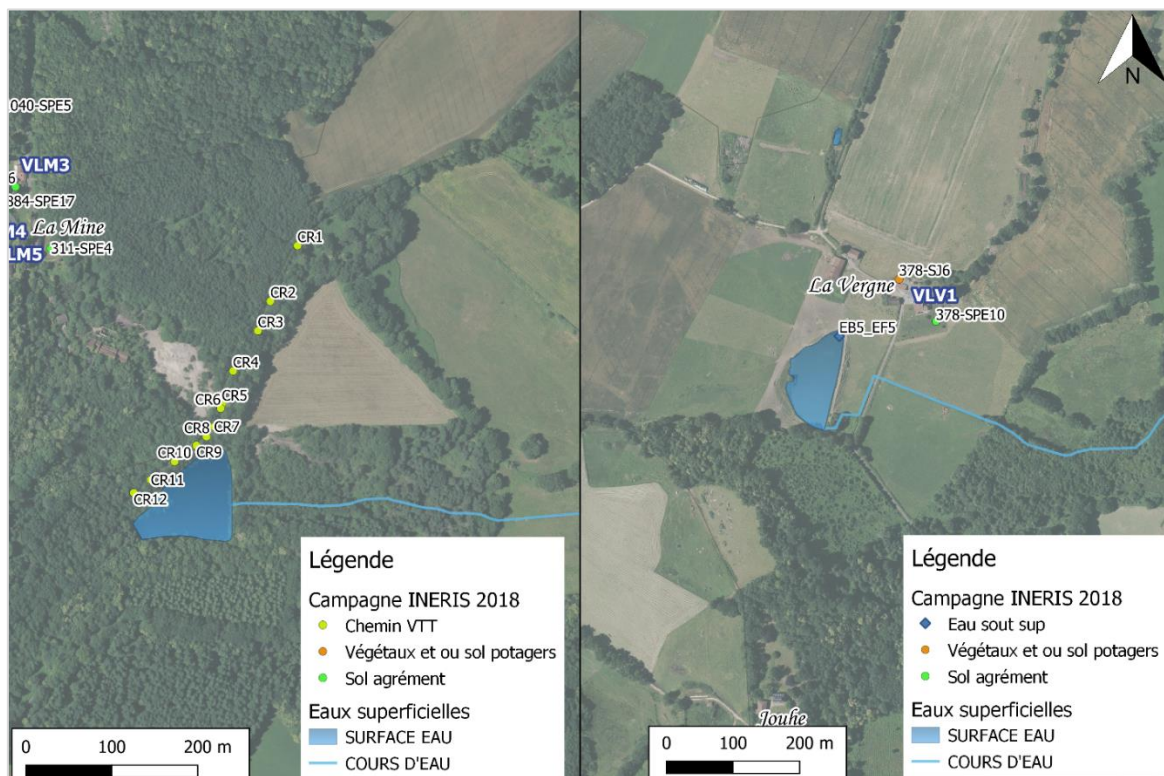 040-SPE5
VLM3
6
384-SPE17
La Mine
M4
LM5
311-SPE4
CR1
CR2
CR3
CR4
CR6
CR5
CR8
CR7
CR10
CR9
CR11
CR12
Légende
Campagne INERIS 2018
Chemin VTT
Végétaux et ou sol potagers
Sol agrément
Eaux superficielles
SURFACE EAU
COURS D'EAU
0 100 200 m
N
378-SJ6
La Vergne
VLV1
378-SPE10
EB5_EF5
Jouhe
Légende
Campagne INERIS 2018
Eau sout sup
Végétaux et ou sol potagers
Sol agrément
Eaux superficielles
SURFACE EAU
COURS D'EAU
0 100 200 m